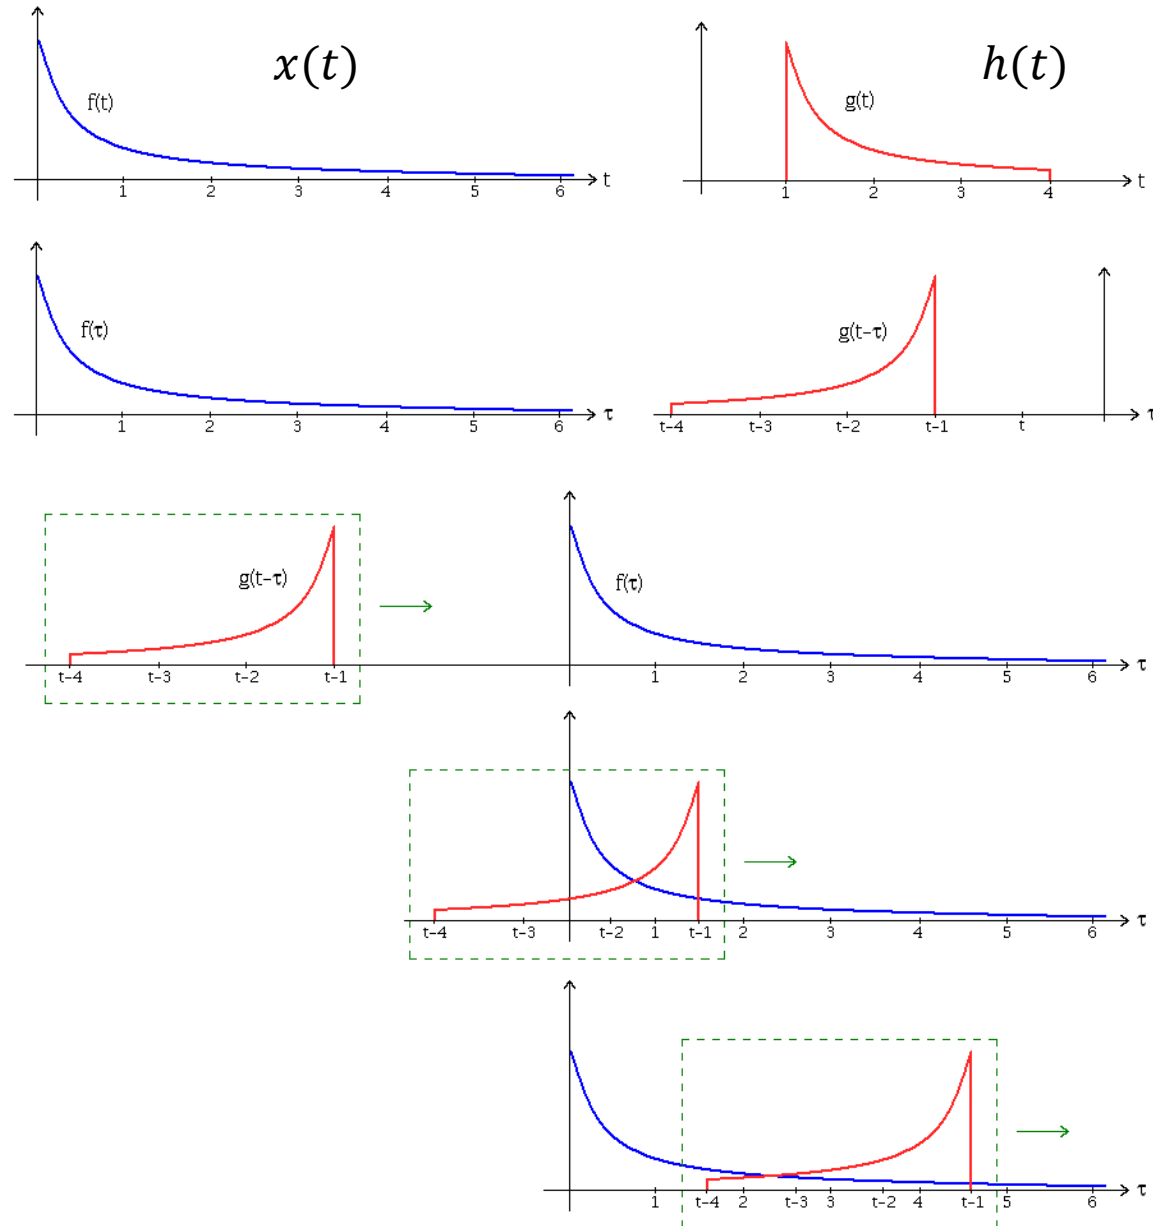 x(t)
f(t)
1 2 3 4 5 6 t
h(t)
g(t)
1 2 3 4 t
f(τ)
1 2 3 4 5 6 τ
g(t-τ)
t-4 t-3 t-2 t-1 t τ
g(t-τ)
f(τ)
t-4 t-3 t-2 t-1 1 2 3 4 5 6 τ
t-4 t-3 t-2 1 t-1 2 3 4 5 6 τ
1 t-4 2 t-3 3 t-2 4 t-1 5 6 τ